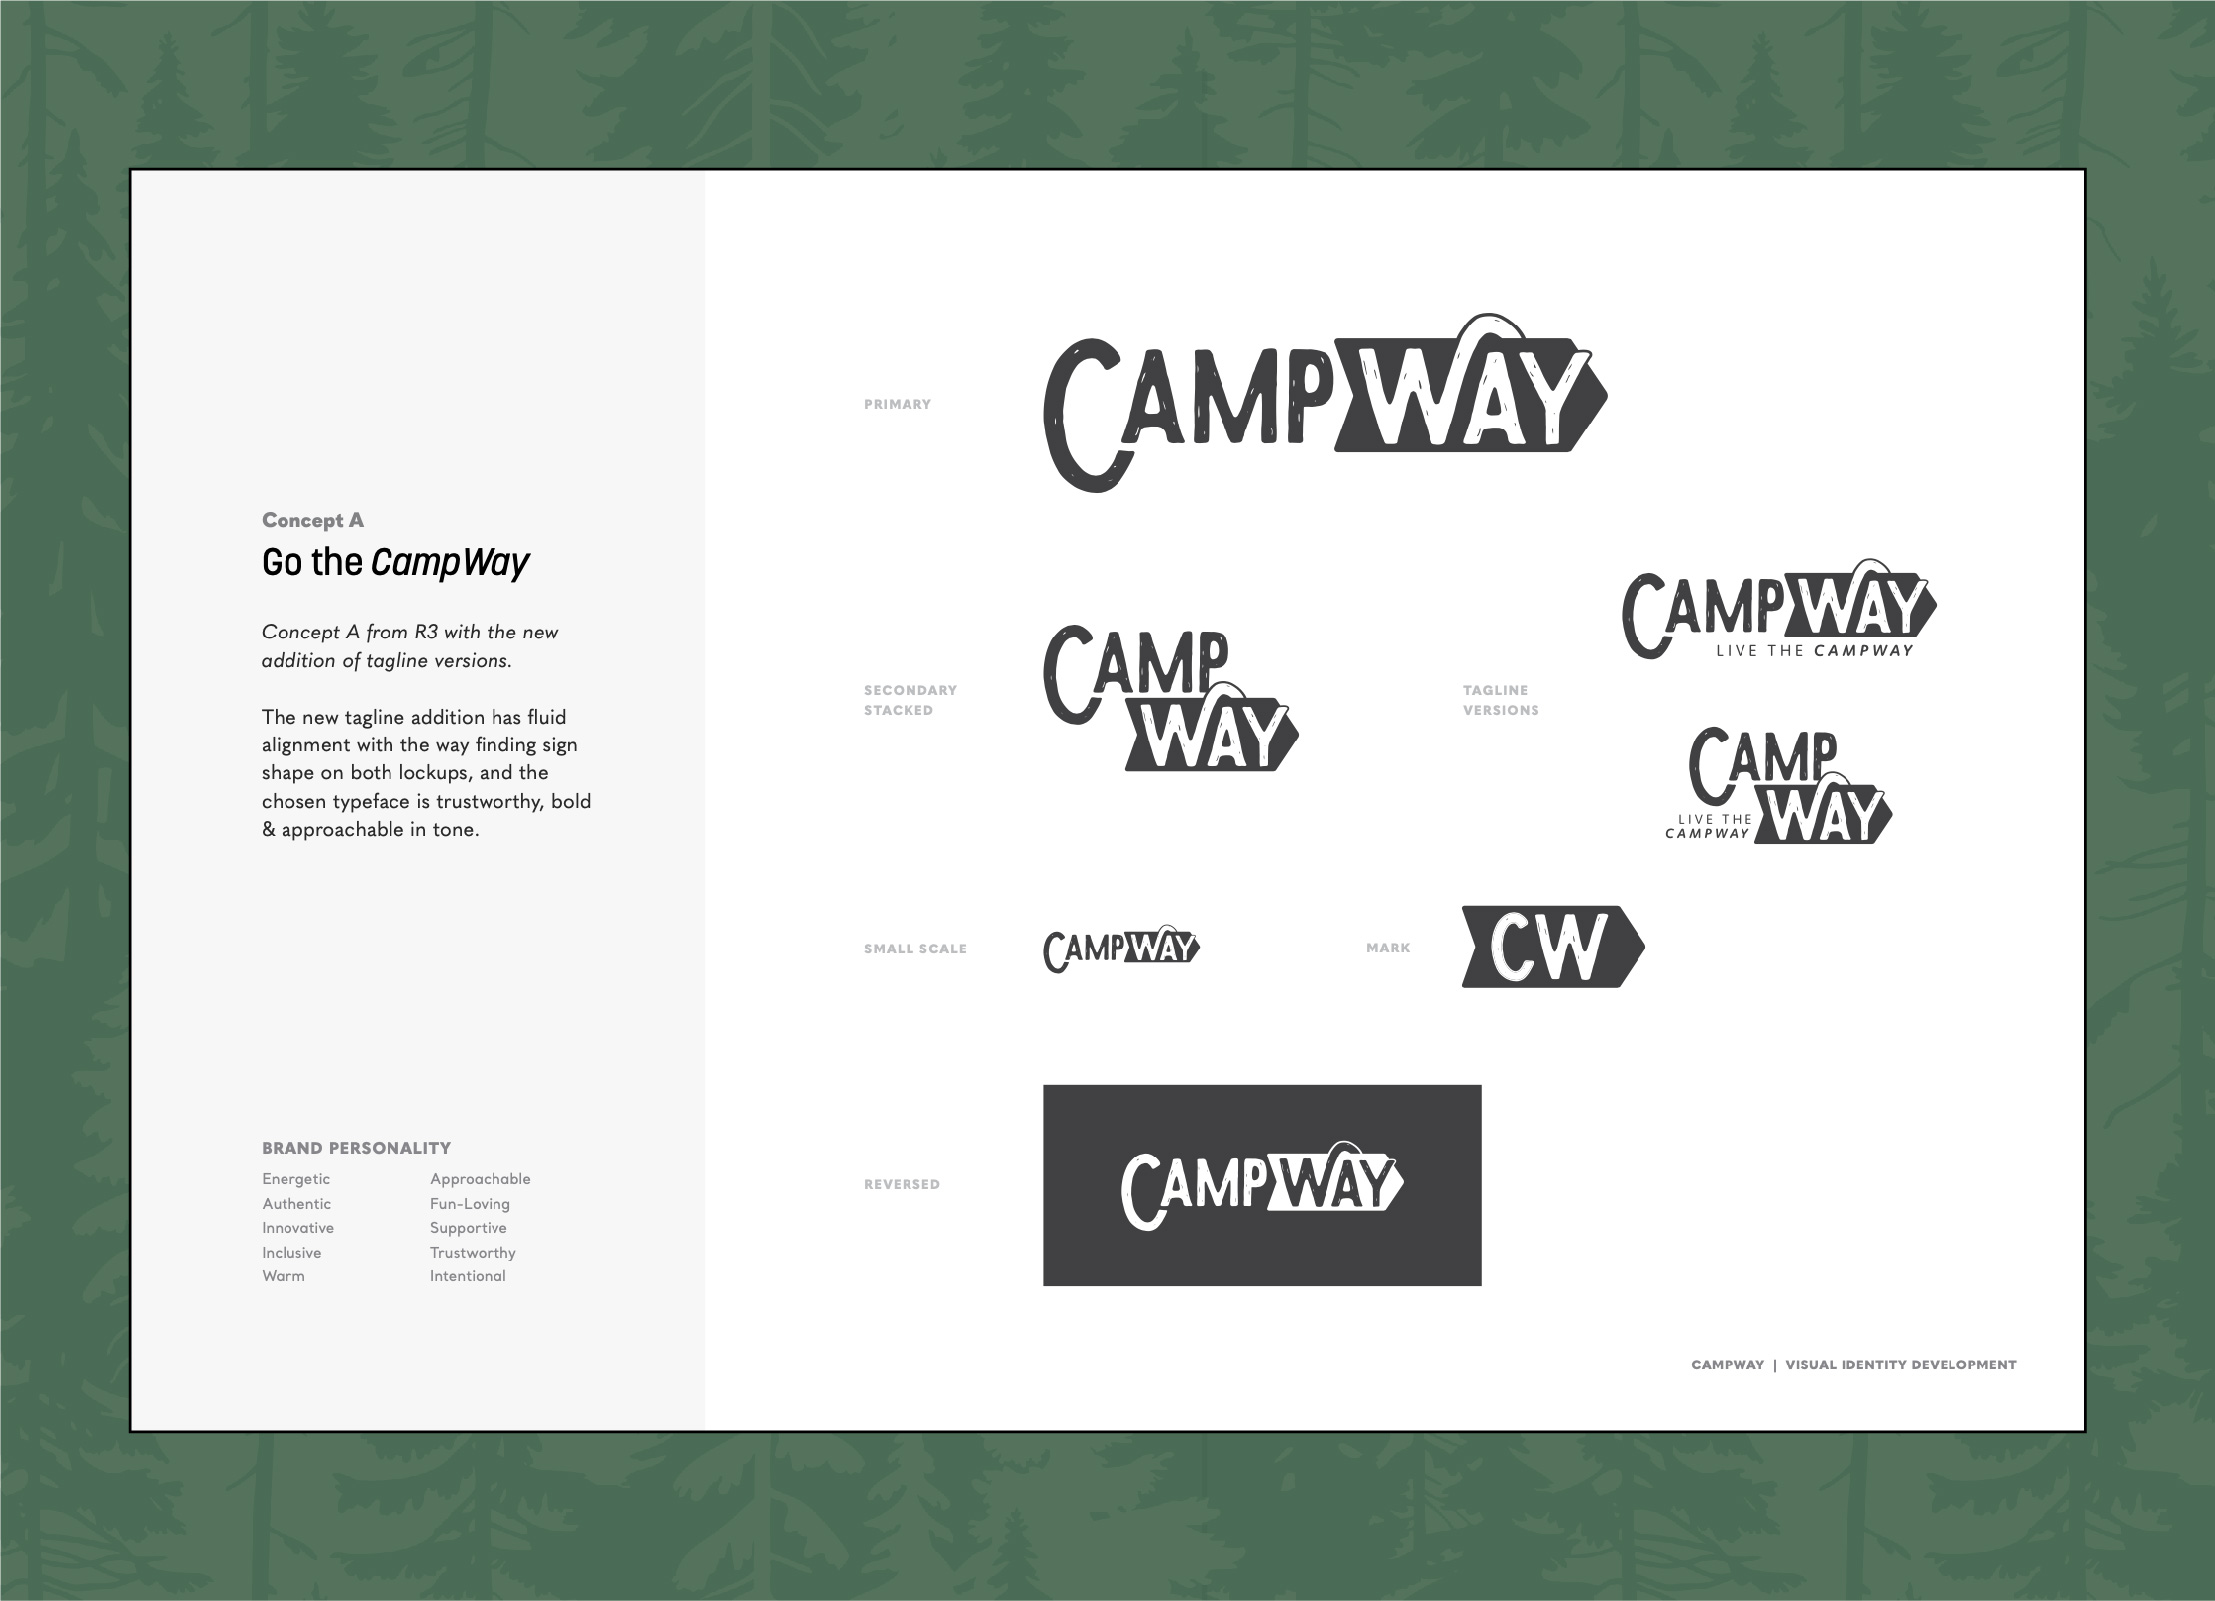 Concept A
Go the CampWay
Concept A from R3 with the new
addition of tagline versions.
The new tagline addition has fluid
alignment with the way finding sign
shape on both lockups, and the
chosen typeface is trustworthy, bold
& approachable in tone.
BRAND PERSONALITY
Energetic
Authentic
Innovative
Inclusive
Warm
Approachable
Fun-Loving
Supportive
Trustworthy
Intentional
PRIMARY
CAMPWAY
SECONDARY
STACKED
CAMP
WAY
TAGLINE
VERSIONS
CAMPWAY
LIVE THE CAMPWAY
CAMP
WAY
LIVE THE
CAMPWAY
SMALL SCALE
CAMPWAY
MARK
CW
REVERSED
CAMPWAY
CAMPWAY | VISUAL IDENTITY DEVELOPMENT